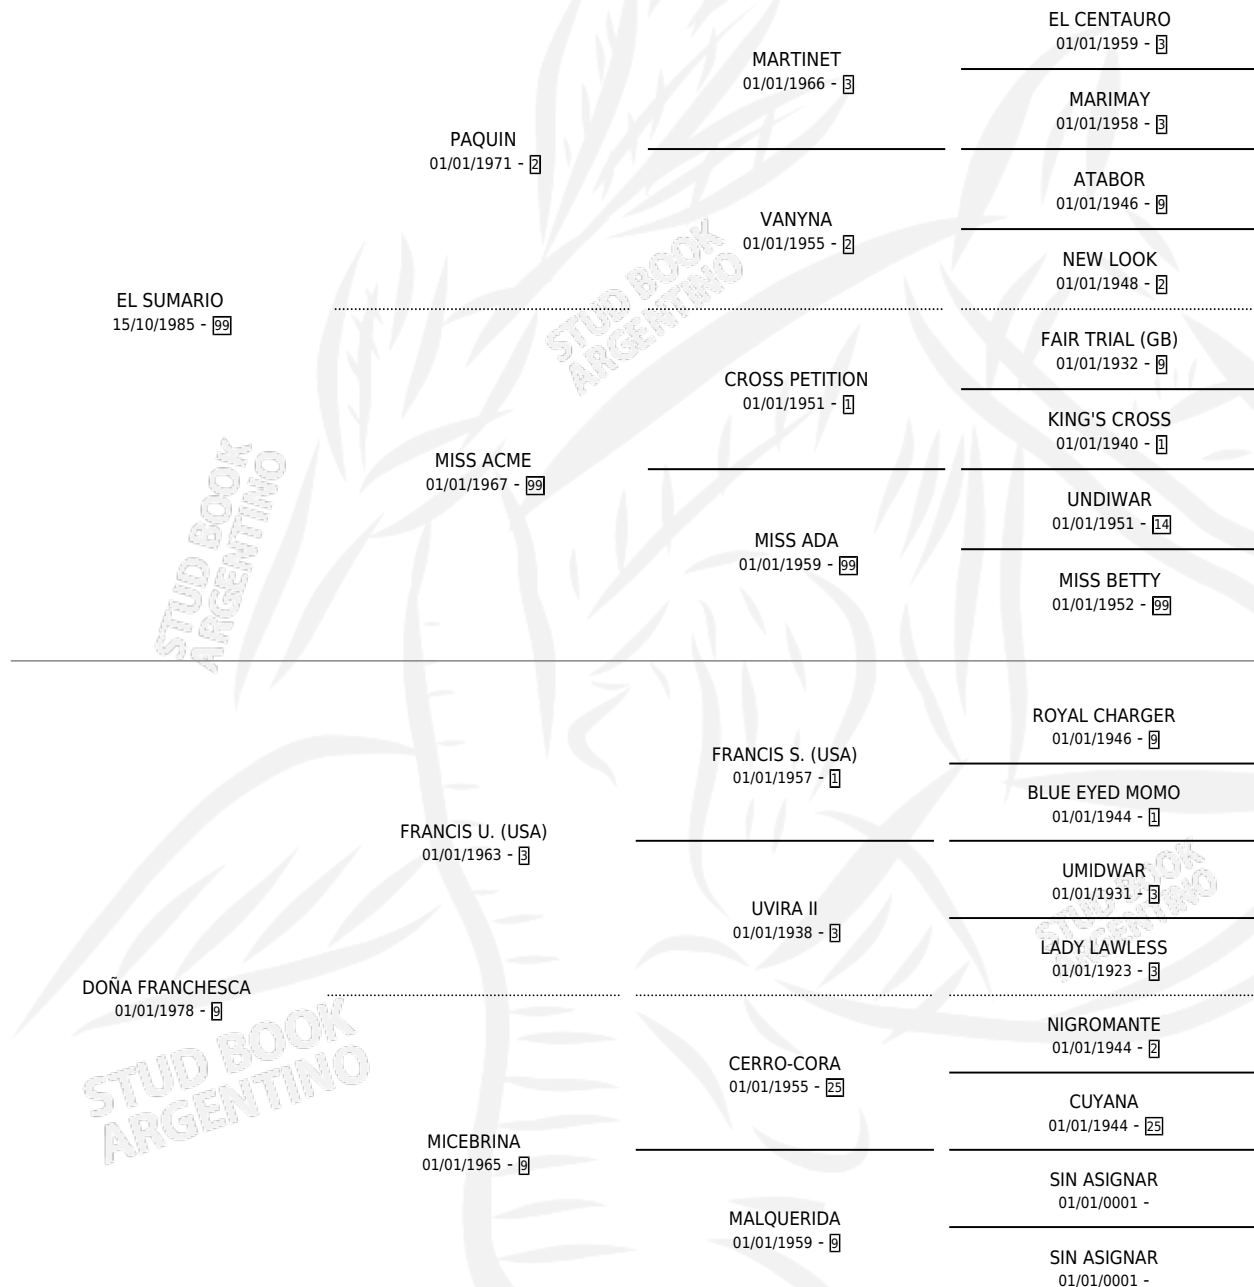 EL CENTAURO
01/01/1959 - 3
MARTINET
01/01/1966 - 3
MARIMAY
01/01/1958 - 3
PAQUIN
01/01/1971 - 2
ATABOR
01/01/1946 - 9
VANYNA
01/01/1955 - 2
NEW LOOK
01/01/1948 - 2
EL SUMARIO
15/10/1985 - 99
STUD BOOK
ARGENTINO
FAIR TRIAL (GB)
01/01/1932 - 9
CROSS PETITION
01/01/1951 - 1
KING'S CROSS
01/01/1940 - 1
MISS ACME
01/01/1967 - 99
UNDIWAR
01/01/1951 - 14
MISS ADA
01/01/1959 - 99
MISS BETTY
01/01/1952 - 99
STUD BOOK
ARGENTINO
ROYAL CHARGER
01/01/1946 - 9
FRANCIS S. (USA)
01/01/1957 - 1
BLUE EYED MOMO
01/01/1944 - 1
FRANCIS U. (USA)
01/01/1963 - 3
UMIDWAR
01/01/1931 - 3
UVIRA II
01/01/1938 - 3
LADY LAWLESS
01/01/1923 - 3
STUD BOOK
ARGENTINO
DOÑA FRANCHESCA
01/01/1978 - 9
NIGROMANTE
01/01/1944 - 2
CERRO-CORA
01/01/1955 - 25
CUYANA
01/01/1944 - 25
STUD BOOK
ARGENTINO
MICEBRINA
01/01/1965 - 9
SIN ASIGNAR
01/01/0001 -
MALQUERIDA
01/01/1959 - 9
SIN ASIGNAR
01/01/0001 -